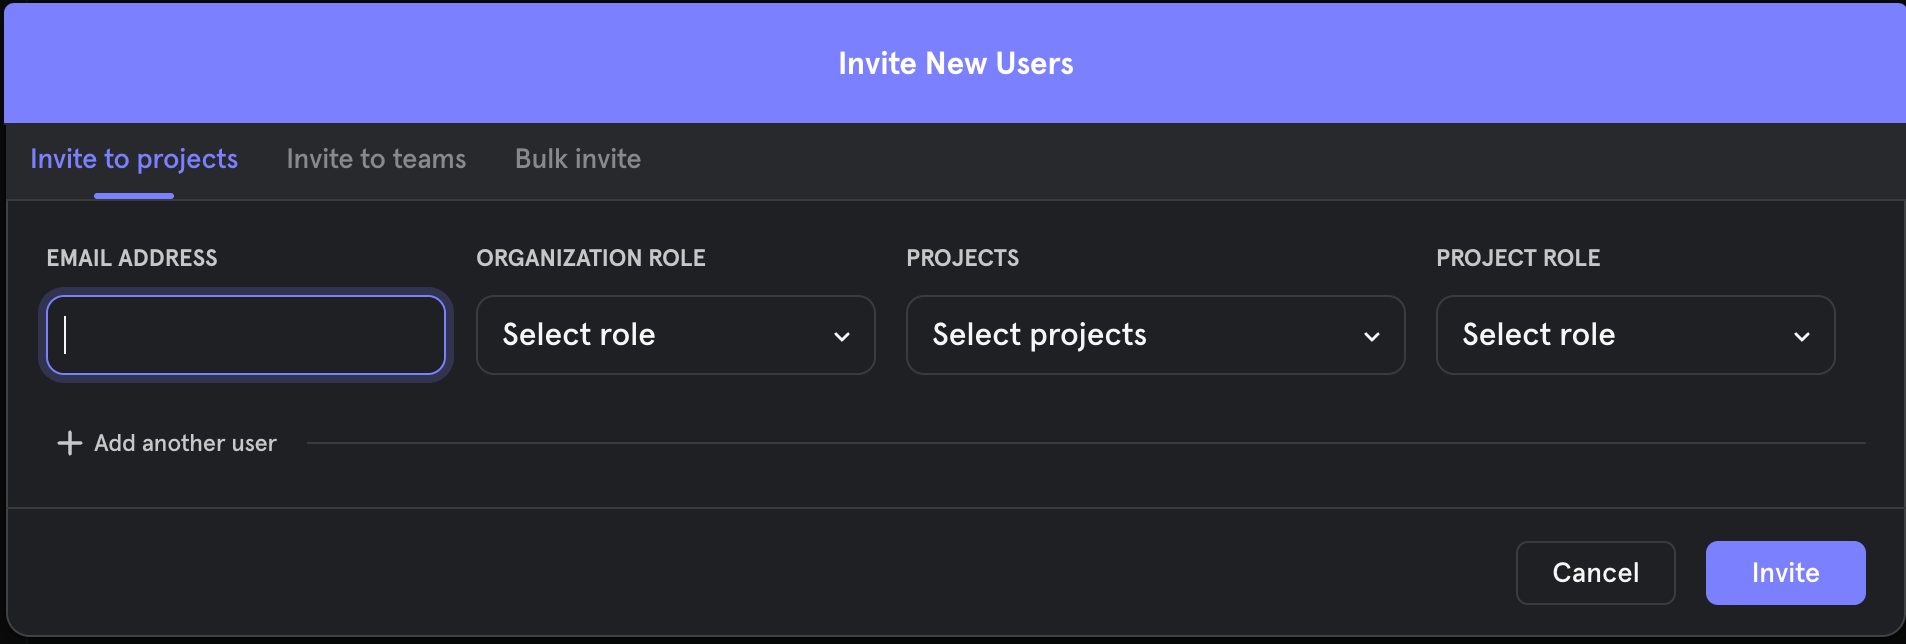 Invite New Users
Invite to projects
Invite to teams
Bulk invite
EMAIL ADDRESS
ORGANIZATION ROLE
PROJECTS
PROJECT ROLE
Select role
Select projects
Select role
Add another user
Cancel
Invite